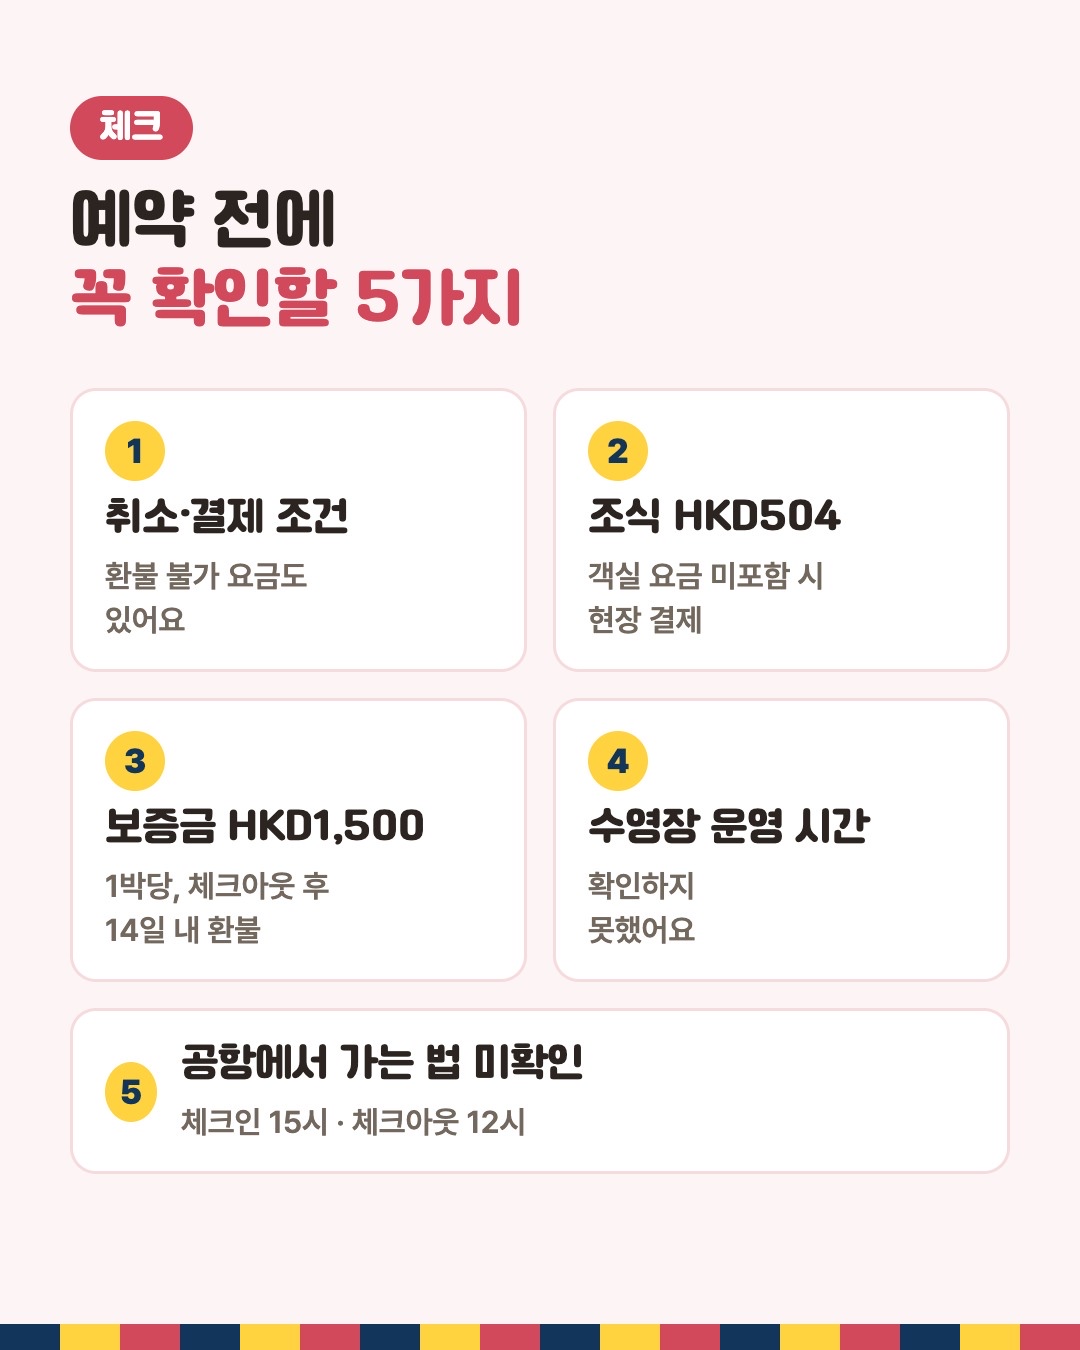 체크
예약 전에
꼭 확인할 5가지
1
취소·결제 조건
환불 불가 요금도
있어요
2
조식 HKD504
객실 요금 미포함 시
현장 결제
3
보증금 HKD1,500
1박당, 체크아웃 후
14일 내 환불
4
수영장 운영 시간
확인하지
못했어요
5
공항에서 가는 법 미확인
체크인 15시 · 체크아웃 12시